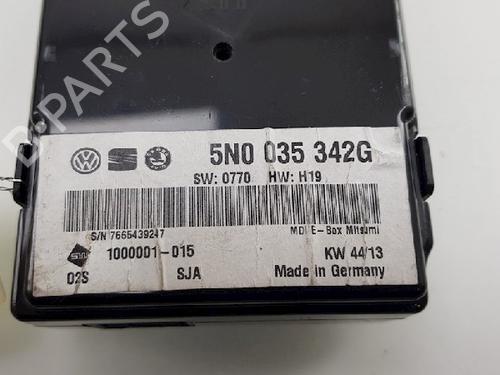 B-PARTS
5N0 035 342G
SW: 0770 HW: H19
S/N 7665439247
MDI E-Box Mitsumi
1000001-015
KW 44/13
02S
SJA
Made in Germany